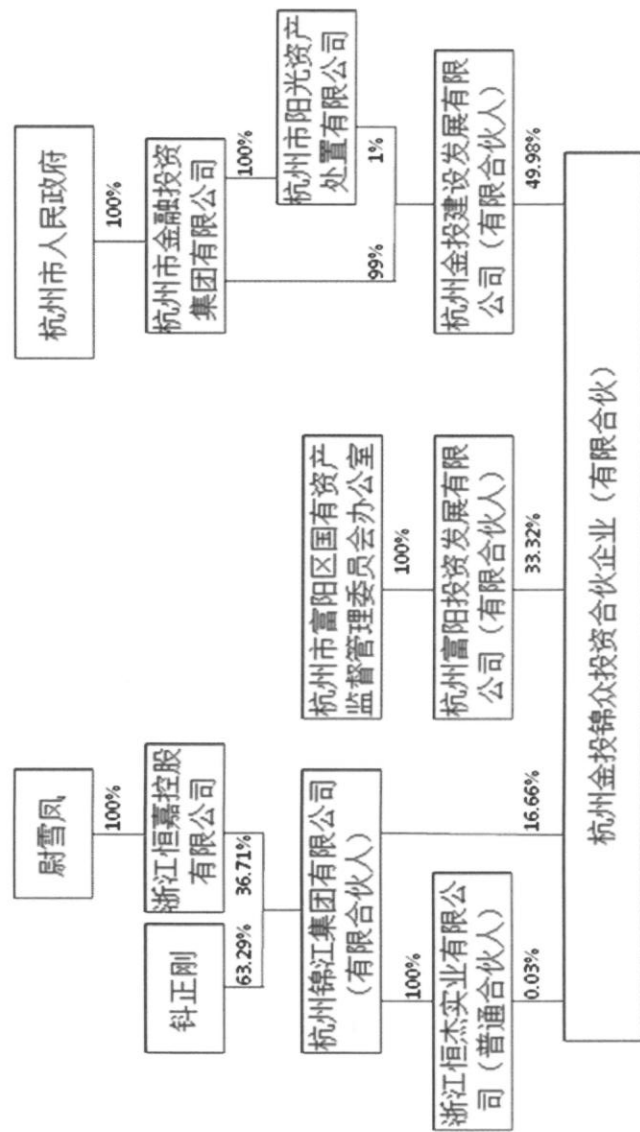 尉雪凤
杭州市人民政府
100%
100%
钭正刚
浙江恒嘉控股
有限公司
杭州市金融投资
集团有限公司
63.29%
36.71%
100%
杭州锦江集团有限公司
（有限合伙人）
杭州市富阳区国有资产
监督管理委员会办公室
杭州市阳光资产
处置有限公司
100%
100%
99%
1%
浙江恒杰实业有限公
司（普通合伙人）
杭州富阳投资发展有限
公司（有限合伙人）
杭州金投建设发展有限
公司（有限合伙人）
0.03%
16.66%
33.32%
49.98%
杭州金投锦众投资合伙企业（有限合伙）